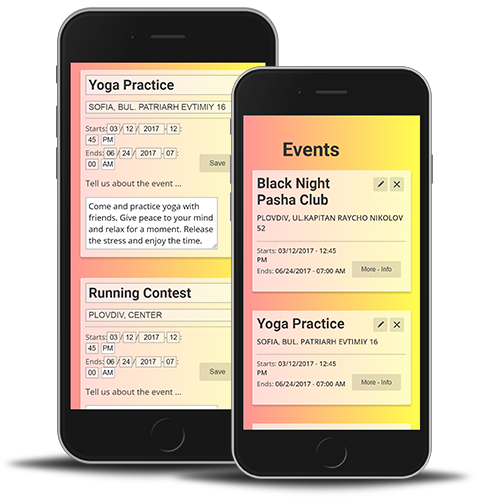 Yoga Practice
SOFIA, BUL. PATRIARH EVTIMIY 16
Starts: 03 / 12 / 2017 - 12 :
45 PM
Ends: 06 / 24 / 2017 - 07 :
00 AM
Save
Tell us about the event ...
Come and practice yoga with
friends. Give peace to your mind
and relax for a moment. Release
the stress and enjoy the time.
Running Contest
PLOVDIV, CENTER
Starts: 03 / 12 / 2017 - 12 :
45 PM
Ends: 06 / 24 / 2017 - 07 :
00 AM
Save
Tell us about the event ...
Events
Black Night
Pasha Club
PLOVDIV, UL.KAPITAN RAYCHO NIKOLOV
52
Starts: 03/12/2017 - 12:45
PM
Ends: 06/24/2017 - 07:00 AM
More - Info
Yoga Practice
SOFIA, BUL. PATRIARH EVTIMIY 16
Starts: 03/12/2017 - 12:45
PM
Ends: 06/24/2017 - 07:00 AM
More - Info